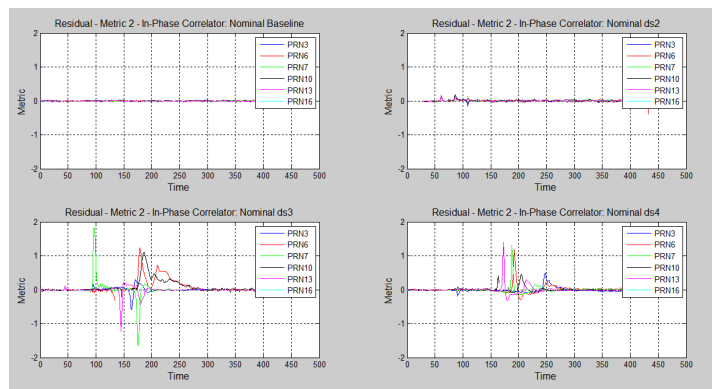 Residual - Metric 2 - In-Phase Correlator: Nominal Baseline
2
1
0
-1
-2
Metric
0 50 100 150 200 250 300 350 400 450 500
Time
PRN3
PRN6
PRN7
PRN10
PRN13
PRN16
Residual - Metric 2 - In-Phase Correlator: Nominal ds2
2
1
0
-1
-2
Metric
0 50 100 150 200 250 300 350 400 450 500
Time
PRN3
PRN6
PRN7
PRN10
PRN13
PRN16
Residual - Metric 2 - In-Phase Correlator: Nominal ds3
2
1
0
-1
-2
Metric
0 50 100 150 200 250 300 350 400 450 500
Time
PRN3
PRN6
PRN7
PRN10
PRN13
PRN16
Residual - Metric 2 - In-Phase Correlator: Nominal ds4
2
1
0
-1
-2
Metric
0 50 100 150 200 250 300 350 400 450 500
Time
PRN3
PRN6
PRN7
PRN10
PRN13
PRN16